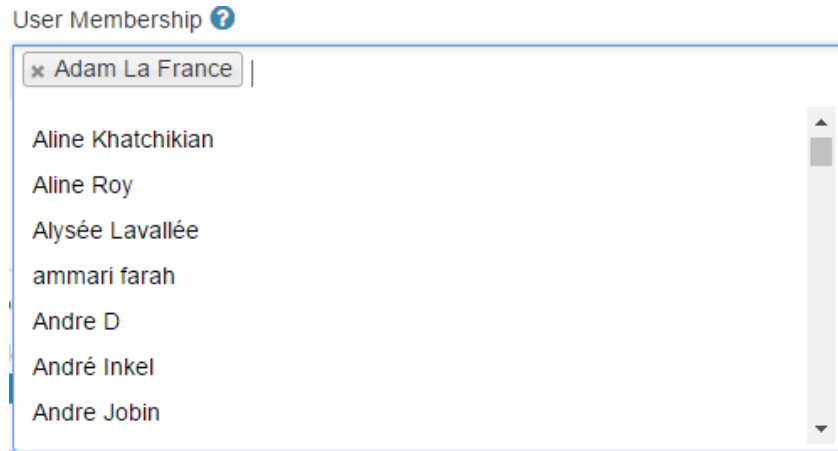 User Membership ?
× Adam La France
Aline Khatchikian
Aline Roy
Alysée Lavallée
ammari farah
Andre D
André Inkel
Andre Jobin